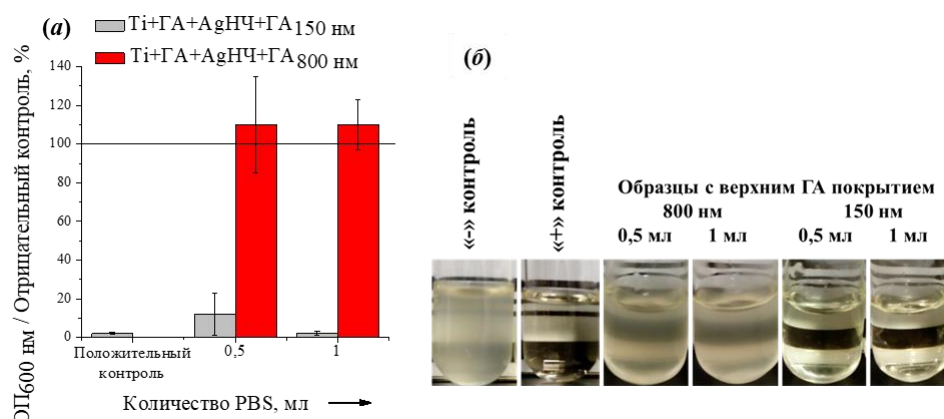 (а)
Ti+ГА+AgНЧ+ГА150 нм
Ti+ГА+AgНЧ+ГА800 нм
ОП600 нм / Отрицательный контроль, %
140
120
100
80
60
40
20
0
Положительный
контроль
0,5
1
Количество PBS, мл
(б)
«-» контроль
«+» контроль
Образцы с верхним ГА покрытием
800 нм 150 нм
0,5 мл 1 мл 0,5 мл 1 мл